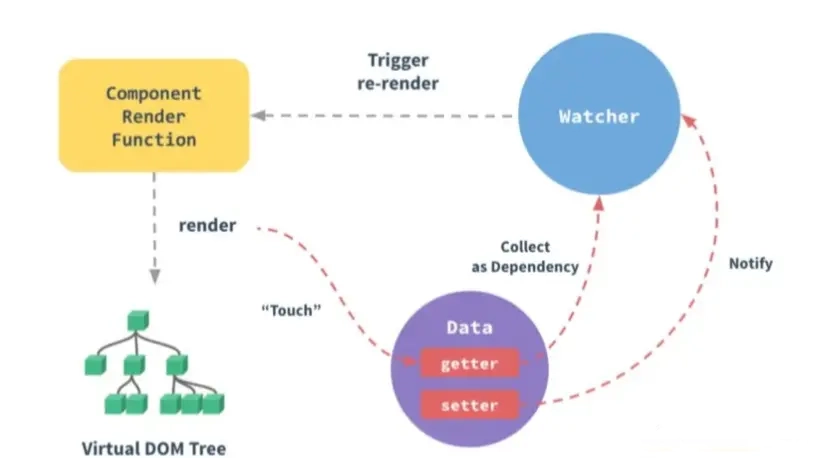 Trigger
re-render
Component
Render
Function
Watcher
render
Collect
as Dependency
Notify
“Touch”
Data
getter
setter
Virtual DOM Tree